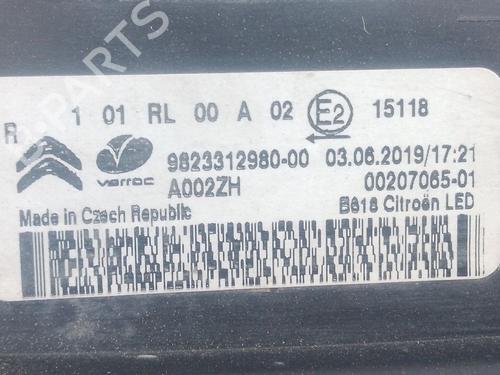 R 1 01 RL 00 A 02 E2 15118
varroc 9823312980-00 03.06.2019/17:21
A002ZH 00207065-01
Made in Czech Republic B618 Citroën LED
B-PARTS